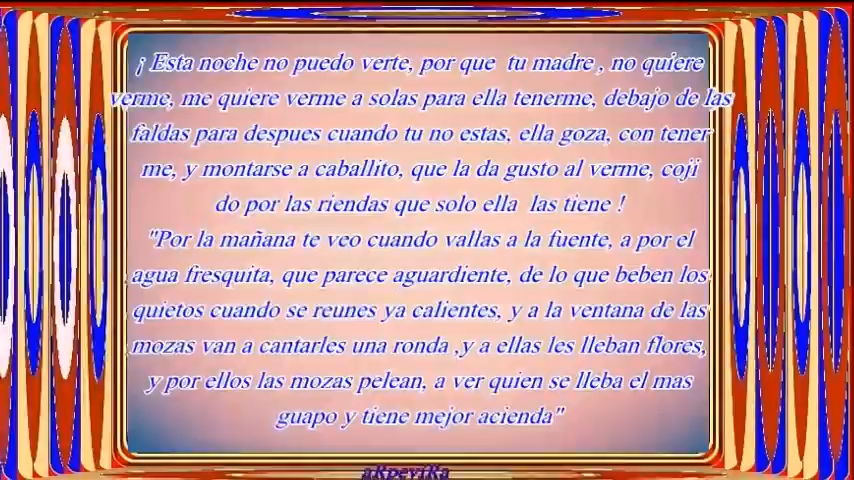 ¡ Esta noche no puedo verte, por que tu madre , no quiere
verme, me quiere verme a solas para ella tenerme, debajo de las
faldas para despues cuando tu no estas, ella goza, con tener
me, y montarse a caballito, que la da gusto al verme, coji
do por las riendas que solo ella las tiene !
"Por la mañana te veo cuando vallas a la fuente, a por el
agua fresquita, que parece aguardiente, de lo que beben los
quietos cuando se reunes ya calientes, y a la ventana de las
mozas van a cantarles una ronda ,y a ellas les lleban flores,
y por ellos las mozas pelean, a ver quien se lleba el mas
guapo y tiene mejor acienda"
aRpeviRa